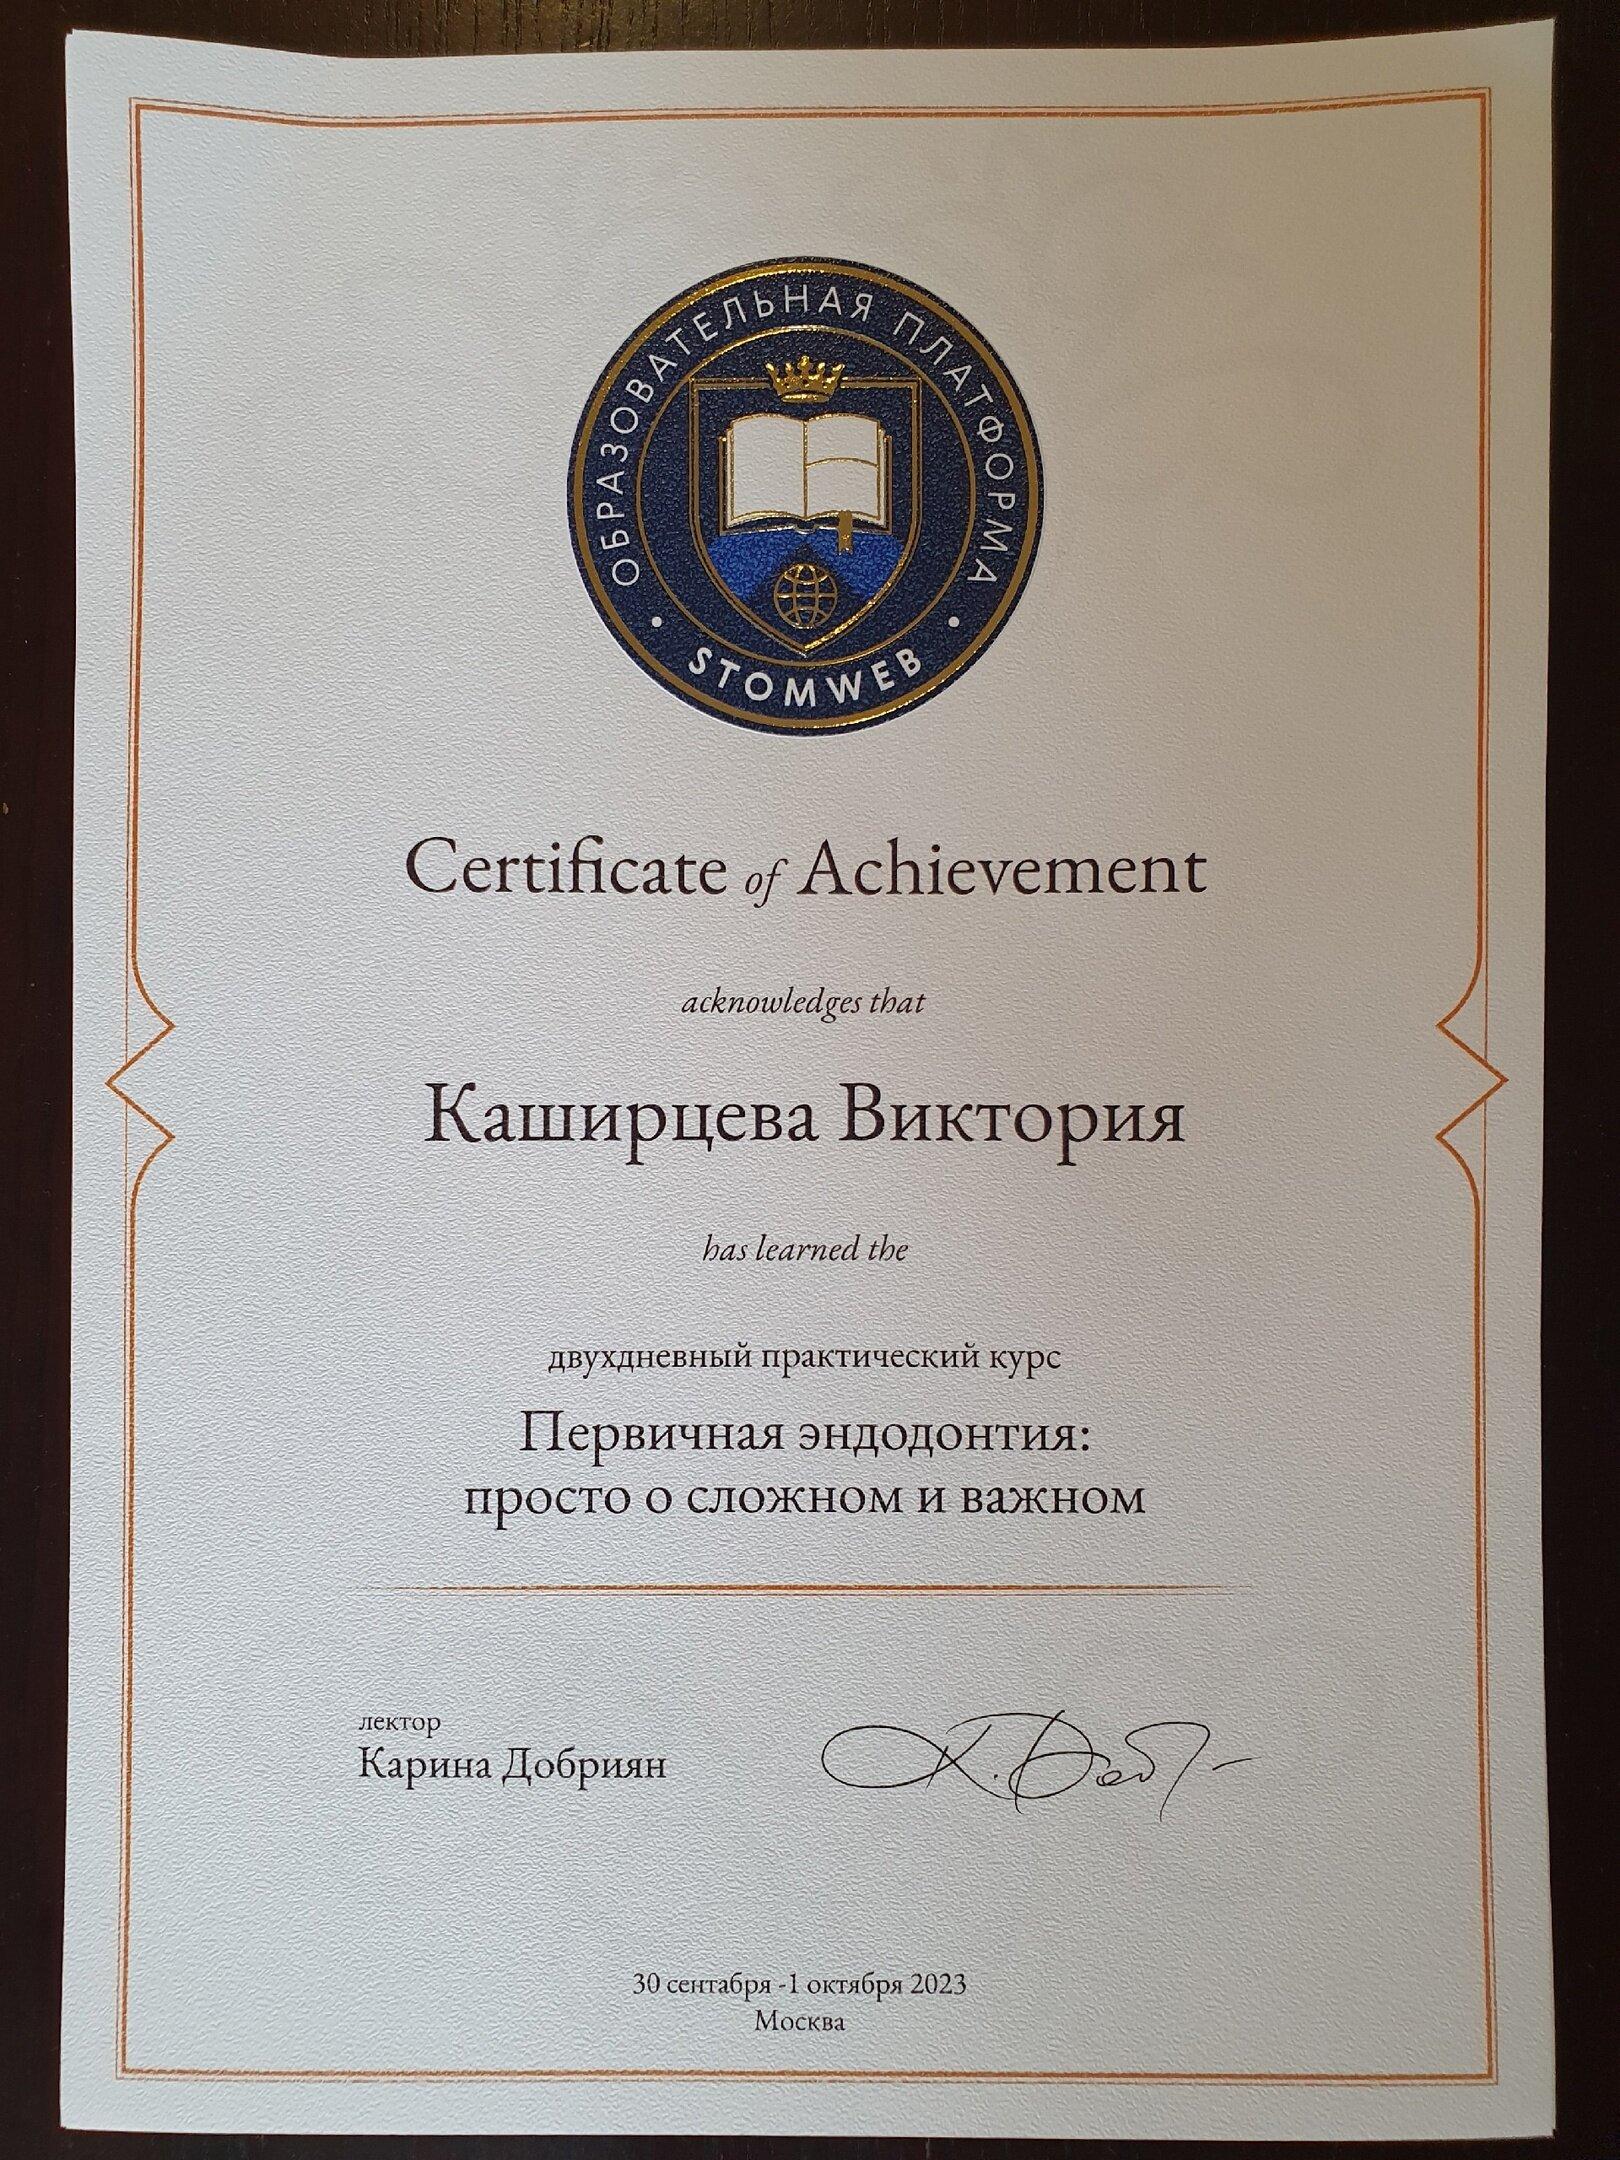 ОБРАЗОВАТЕЛЬНАЯ ПЛАТФОРМА
STOMWEB
Certificate of Achievement
acknowledges that
Каширцева Виктория
has learned the
двухдневный практический курс
Первичная эндодонтия:
просто о сложном и важном
лектор
Карина Добриян
30 сентября -1 октября 2023
Москва